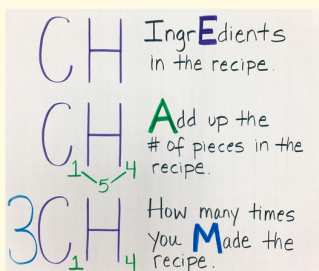 CH
IngrEdients
in the recipe.
CH
1 4
5
Add up the
# of pieces in the
recipe.
3CH
1 4
How many times
you Made the
recipe.